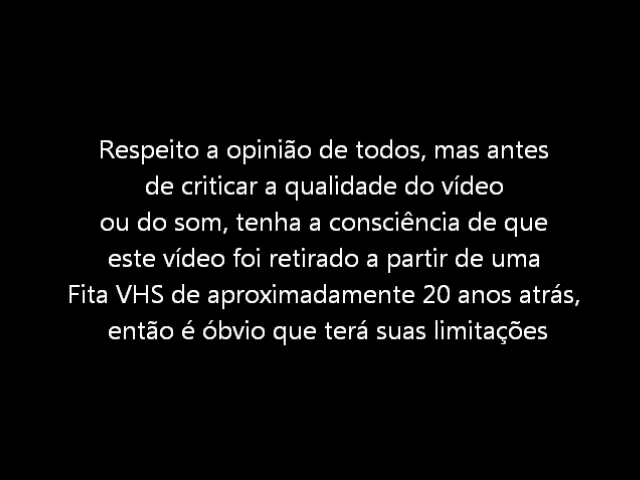 Respeito a opinião de todos, mas antes
de criticar a qualidade do vídeo
ou do som, tenha a consciência de que
este vídeo foi retirado a partir de uma
Fita VHS de aproximadamente 20 anos atrás,
então é óbvio que terá suas limitações